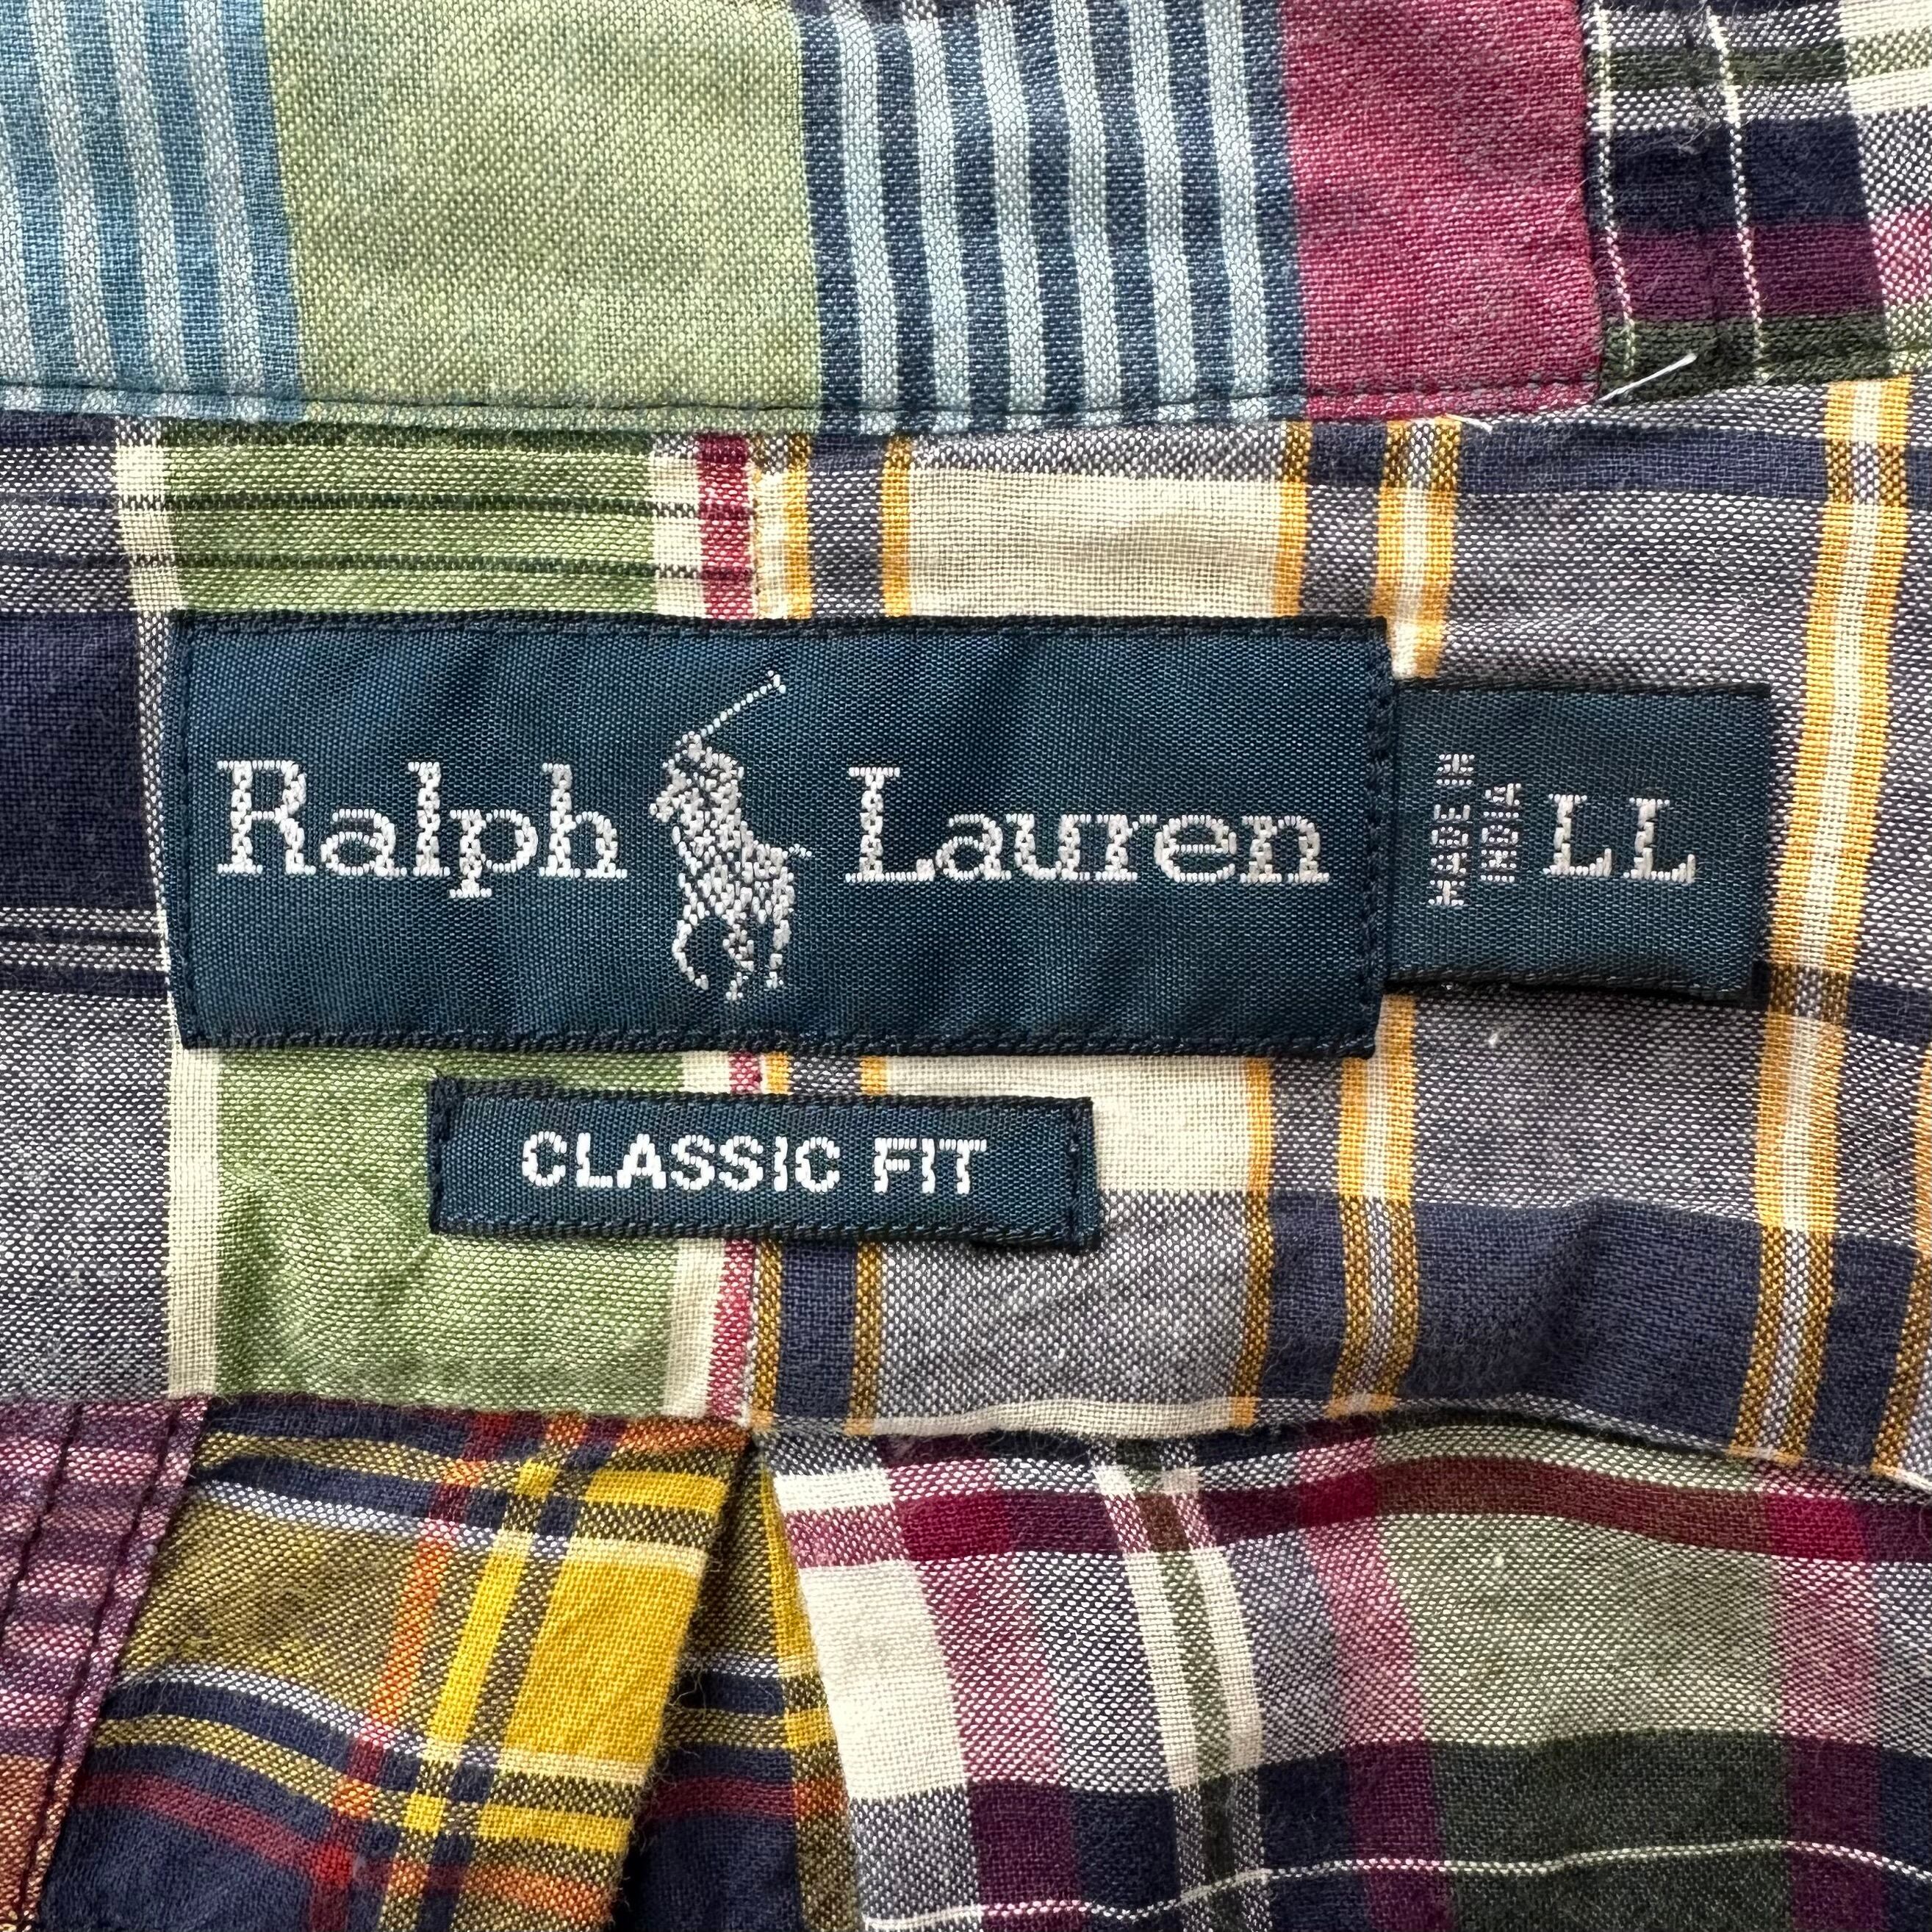 Ralph Lauren
MADE IN
INDIA
LL
CLASSIC FIT